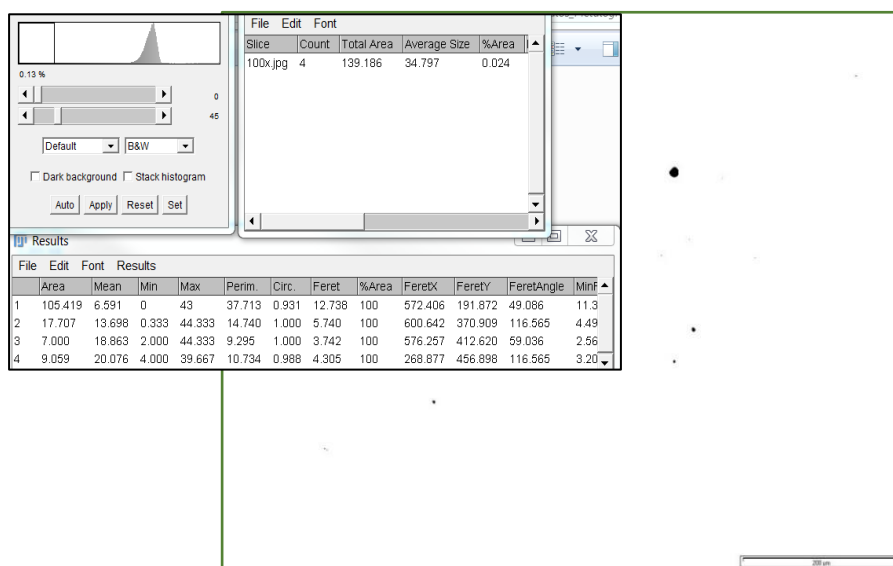 0.13 %
0
45
Default B&W
Dark background Stack histogram
Auto Apply Reset Set
File Edit Font
Slice Count Total Area Average Size %Area
100x.jpg 4 139.186 34.797 0.024
Results
File Edit Font Results
Area Mean Min Max Perim. Circ. Feret %Area FeretX FeretY FeretAngle MinF
1 105.419 6.591 0 43 37.713 0.931 12.738 100 572.406 191.872 49.086 11.3
2 17.707 13.698 0.333 44.333 14.740 1.000 5.740 100 600.642 370.909 116.565 4.49
3 7.000 18.863 2.000 44.333 9.295 1.000 3.742 100 576.257 412.620 59.036 2.56
4 9.059 20.076 4.000 39.667 10.734 0.988 4.305 100 268.877 456.898 116.565 3.20
200 µm